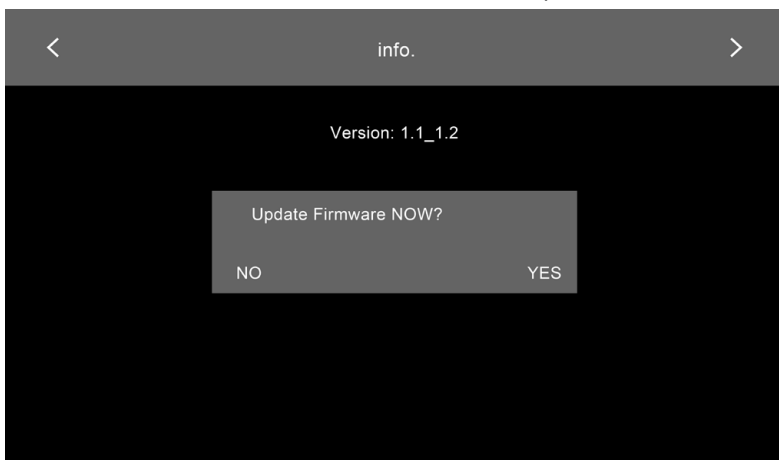 info.
Version: 1.1_1.2
Update Firmware NOW?
NO YES